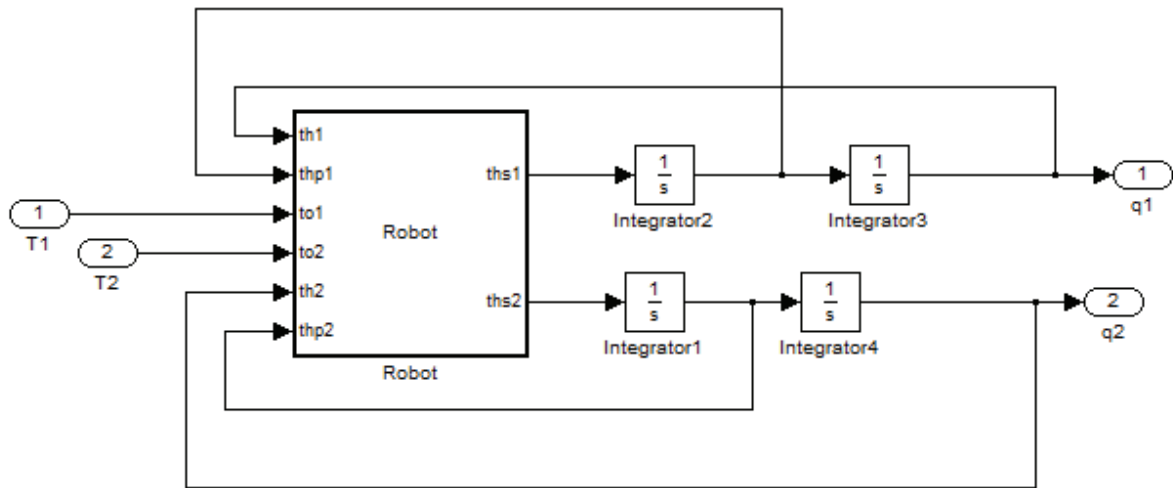 th1
thp1
ths1
1
s
1
s
1
Integrator2
Integrator3
q1
1
to1
T1
Robot
2
to2
T2
th2
ths2
1
s
1
s
2
thp2
Integrator1
Integrator4
q2
Robot